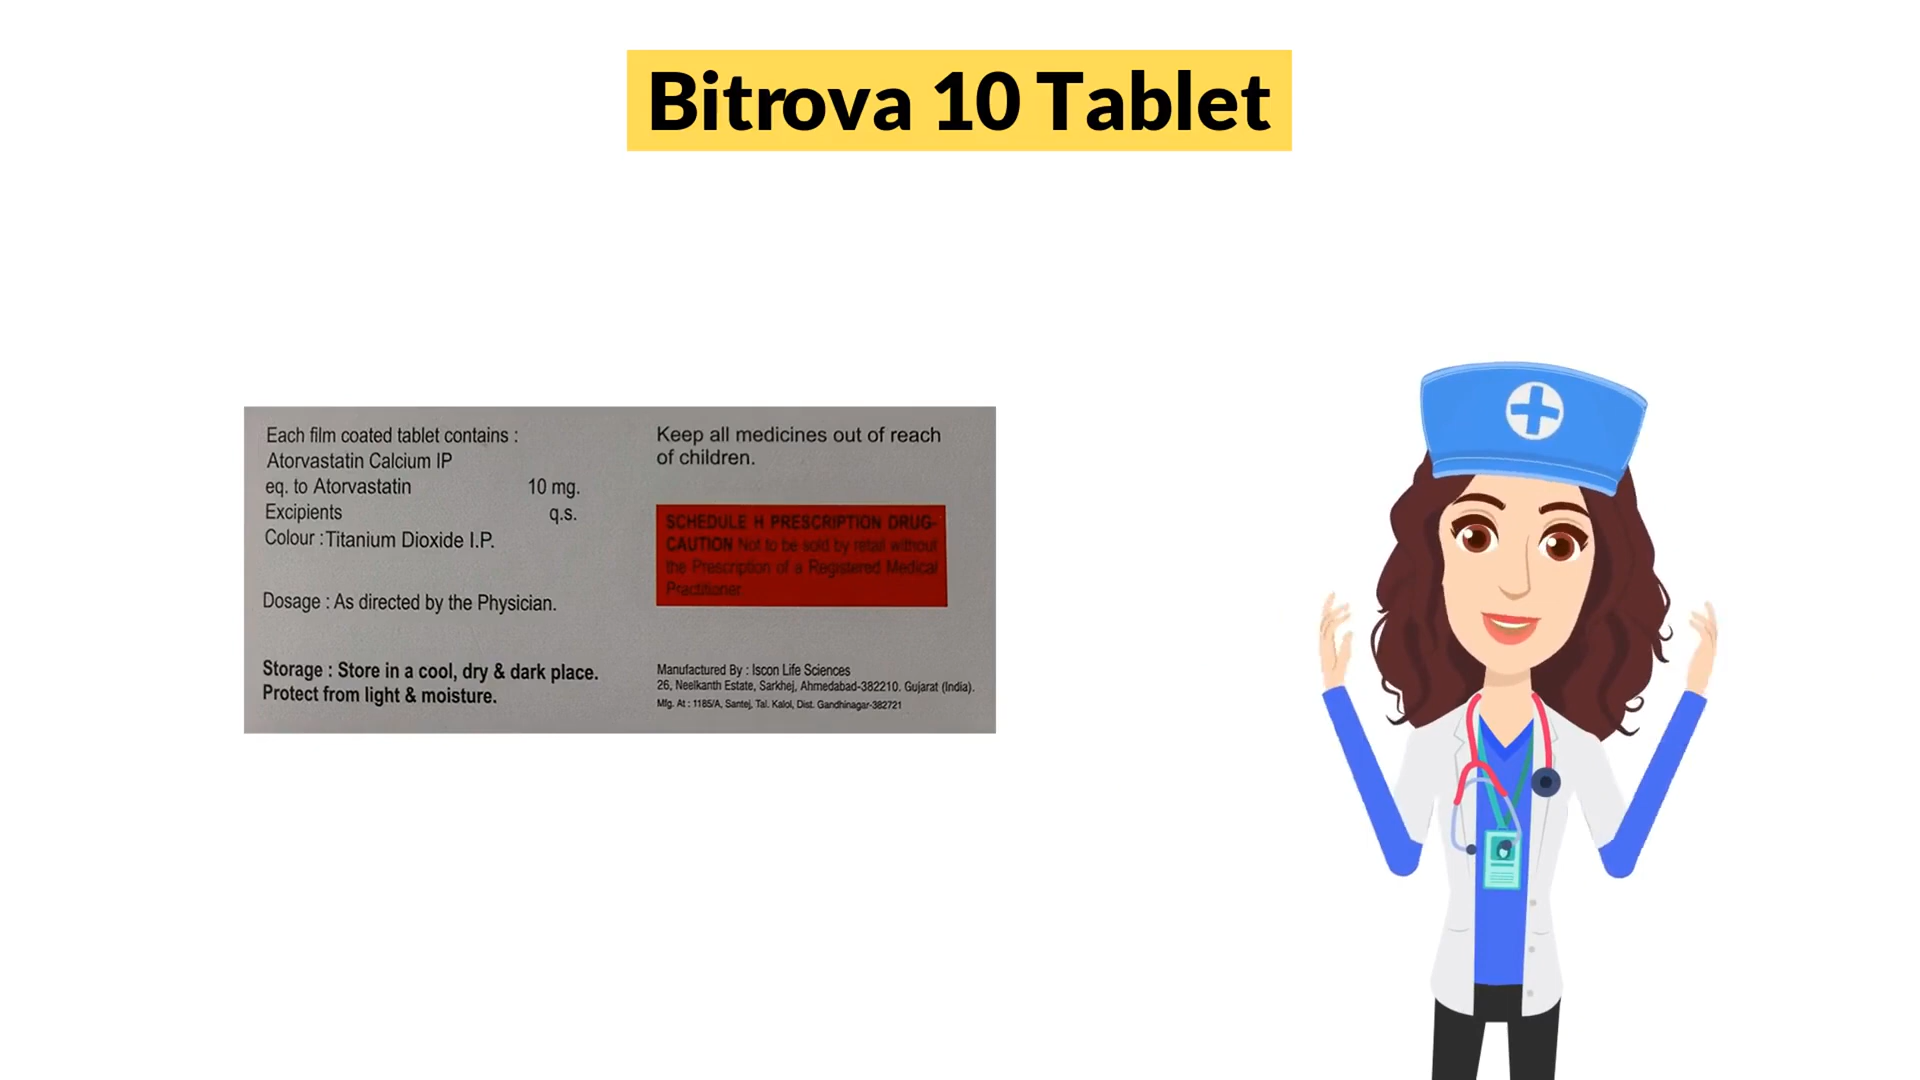 Bitrova 10 Tablet
Each film coated tablet contains :
Atorvastatin Calcium IP
eq. to Atorvastatin 10 mg.
Excipients q.s.
Colour : Titanium Dioxide I.P.
Dosage : As directed by the Physician.
Storage : Store in a cool, dry & dark place.
Protect from light & moisture.
Keep all medicines out of reach
of children.
SCHEDULE H PRESCRIPTION DRUG-
CAUTION Not to be sold by retail without
the Prescription of a Registered Medical
Practitioner
Manufactured By : Iscon Life Sciences
26, Neelkanth Estate, Sarkhej, Ahmedabad-382210. Gujarat (India).
Mfg. At : 1185/A, Santej, Tal. Kalol, Dist. Gandhinagar-382721